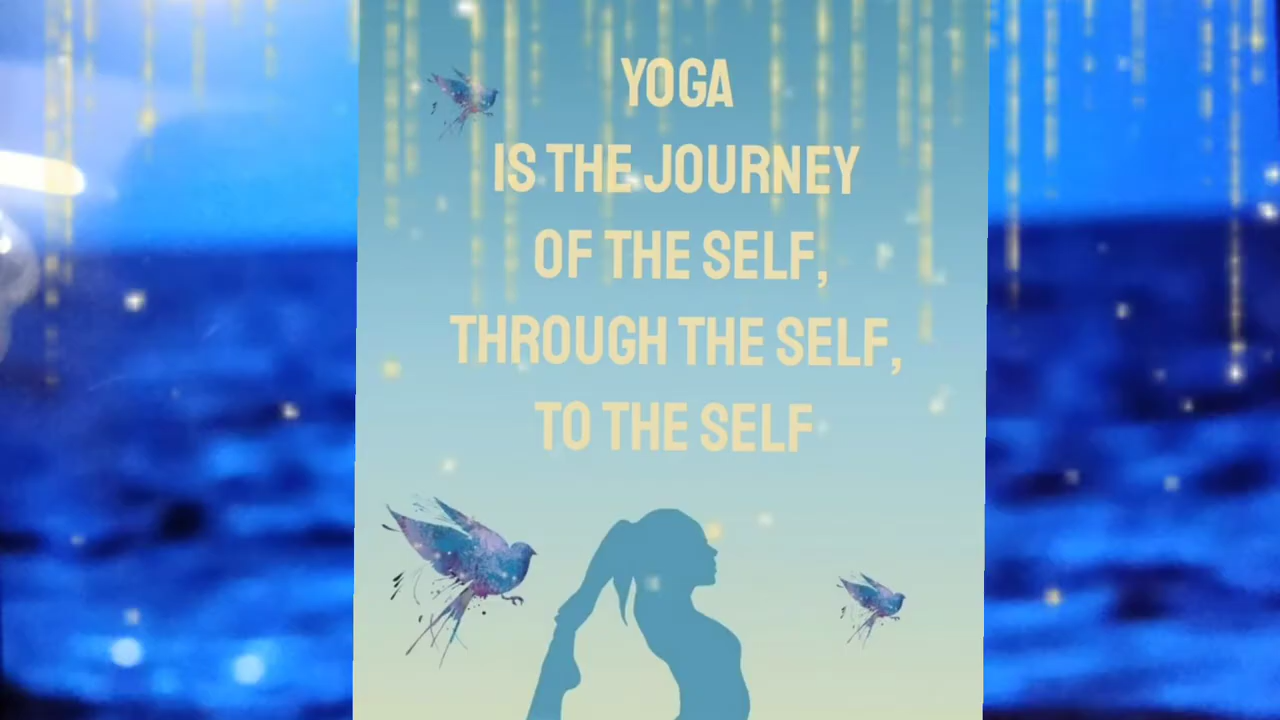 YOGA
IS THE JOURNEY
OF THE SELF,
THROUGH THE SELF,
TO THE SELF